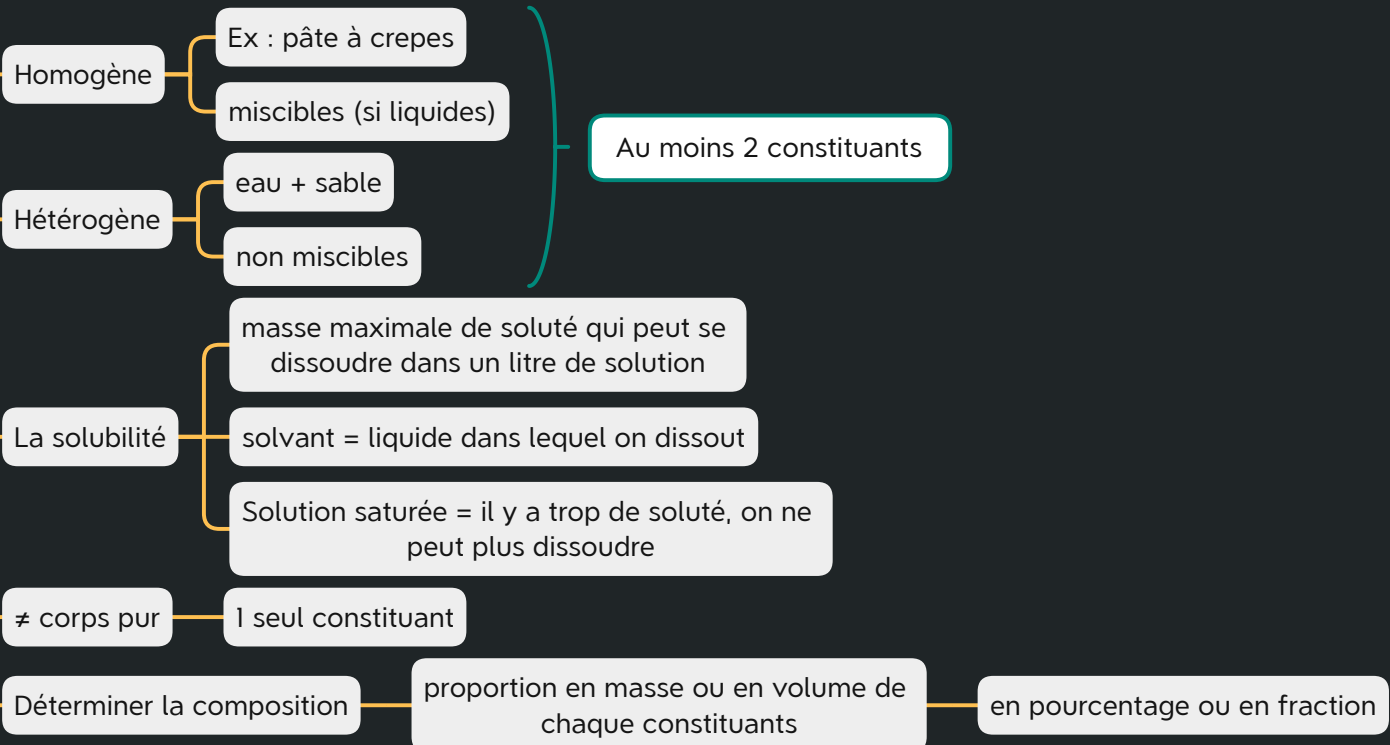 Homogène
Ex : pâte à crepes
miscibles (si liquides)
Au moins 2 constituants
Hétérogène
eau + sable
non miscibles
La solubilité
masse maximale de soluté qui peut se
dissoudre dans un litre de solution
solvant = liquide dans lequel on dissout
Solution saturée = il y a trop de soluté, on ne
peut plus dissoudre
≠ corps pur
1 seul constituant
Déterminer la composition
proportion en masse ou en volume de
chaque constituants
en pourcentage ou en fraction